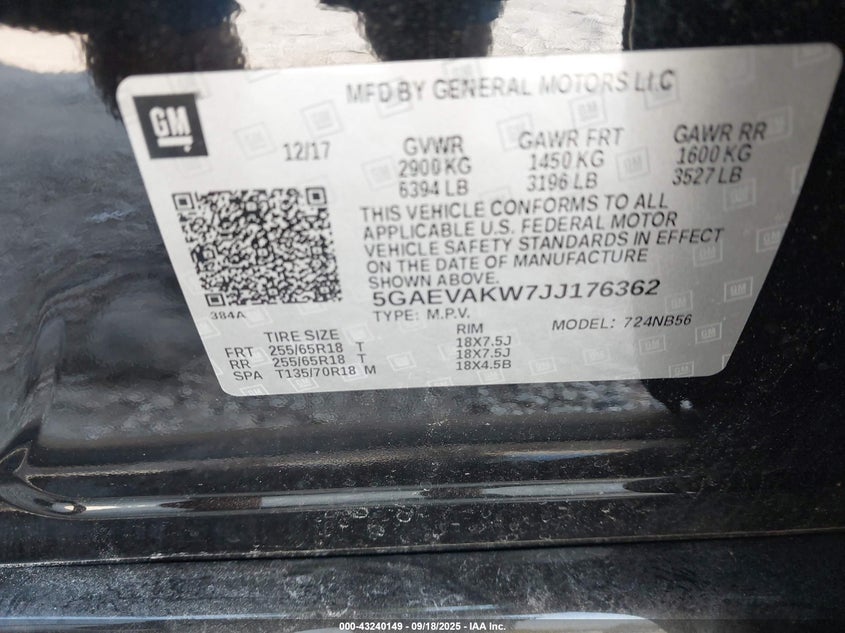 MFD BY GENERAL MOTORS LLC
GM
12/17
GVWR GAWR FRT GAWR RR
2900 KG 1450 KG 1600 KG
6394 LB 3196 LB 3527 LB
THIS VEHICLE CONFORMS TO ALL
APPLICABLE U.S. FEDERAL MOTOR
VEHICLE SAFETY STANDARDS IN EFFECT
ON THE DATE OF MANUFACTURE
SHOWN ABOVE.
5GAEVAKW7JJ176362
384A
TYPE: M.P.V. MODEL: 724NB56
TIRE SIZE RIM
FRT 255/65R18 T 18X7.5J
RR 255/65R18 T 18X7.5J
SPA T135/70R18 M 18X4.5B
000-43240149 - 09/18/2025 - IAA Inc.